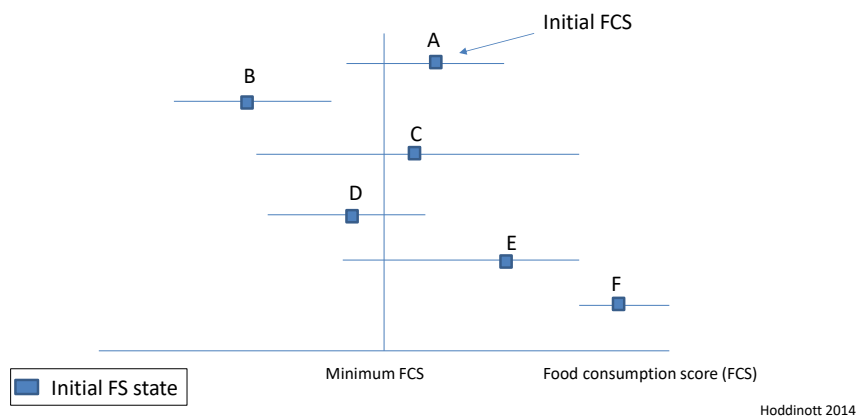 Initial FCS
A
B
C
D
E
F
Minimum FCS
Food consumption score (FCS)
Initial FS state
Hoddinott 2014